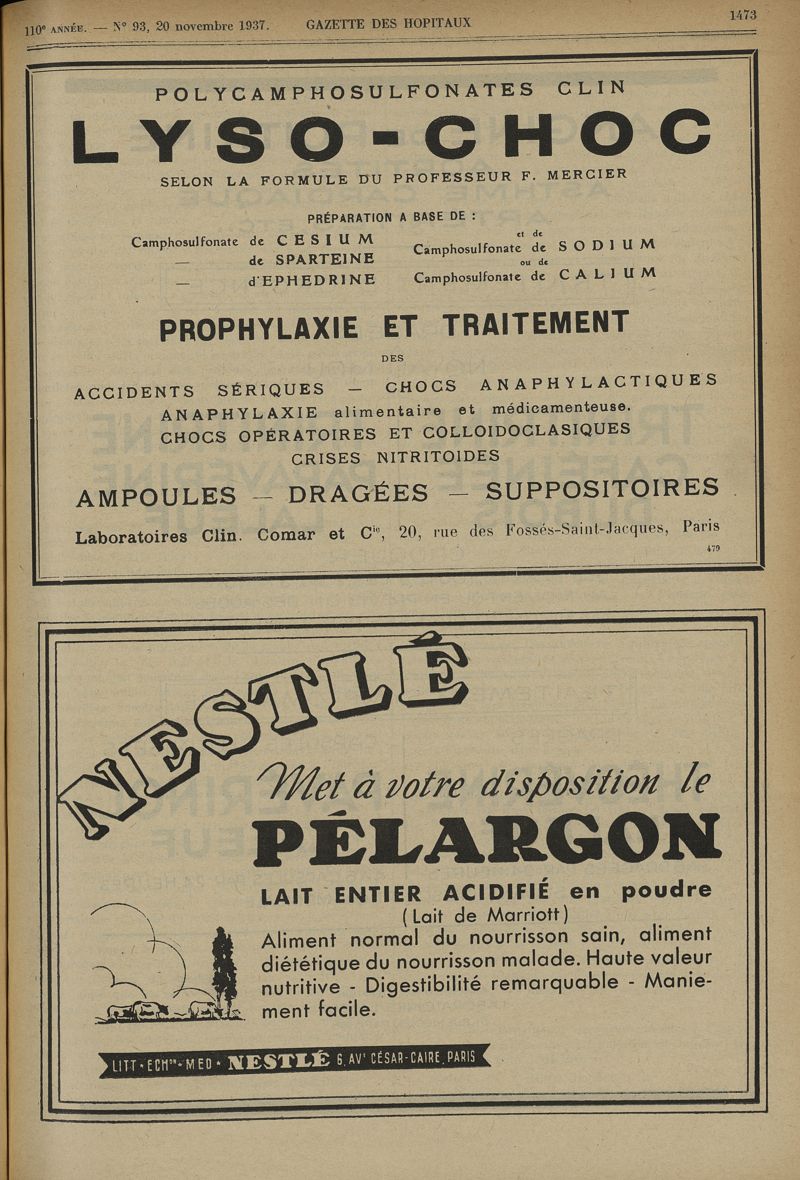 110e ANNÉE. — N° 93, 20 novembre 1937. GAZETTE DES HOPITAUX 1473
POLYCAMPHOSULFONATES CLIN
LYSO-CHOC
SELON LA FORMULE DU PROFESSEUR F. MERCIER
PRÉPARATION A BASE DE :
Camphosulfonate de CESIUM
— de SPARTEINE
— d'EPHEDRINE
et de
Camphosulfonate de SODIUM
ou de
Camphosulfonate de CALIUM
PROPHYLAXIE ET TRAITEMENT
DES
ACCIDENTS SÉRIQUES — CHOCS ANAPHYLACTIQUES
ANAPHYLAXIE alimentaire et médicamenteuse.
CHOCS OPÉRATOIRES ET COLLOIDOCLASIQUES
CRISES NITRITOIDES
AMPOULES — DRAGÉES — SUPPOSITOIRES
Laboratoires Clin. Comar et Cie, 20, rue des Fossés-Saint-Jacques, Paris
479
NESTLÉ
Met à votre disposition le
PÉLARGON
LAIT ENTIER ACIDIFIÉ en poudre
(Lait de Marriott)
Aliment normal du nourrisson sain, aliment
diététique du nourrisson malade. Haute valeur
nutritive - Digestibilité remarquable - Manie-
ment facile.
LITT • ECHons • MED • NESTLÉ 6, AVt CÉSAR-CAIRE, PARIS